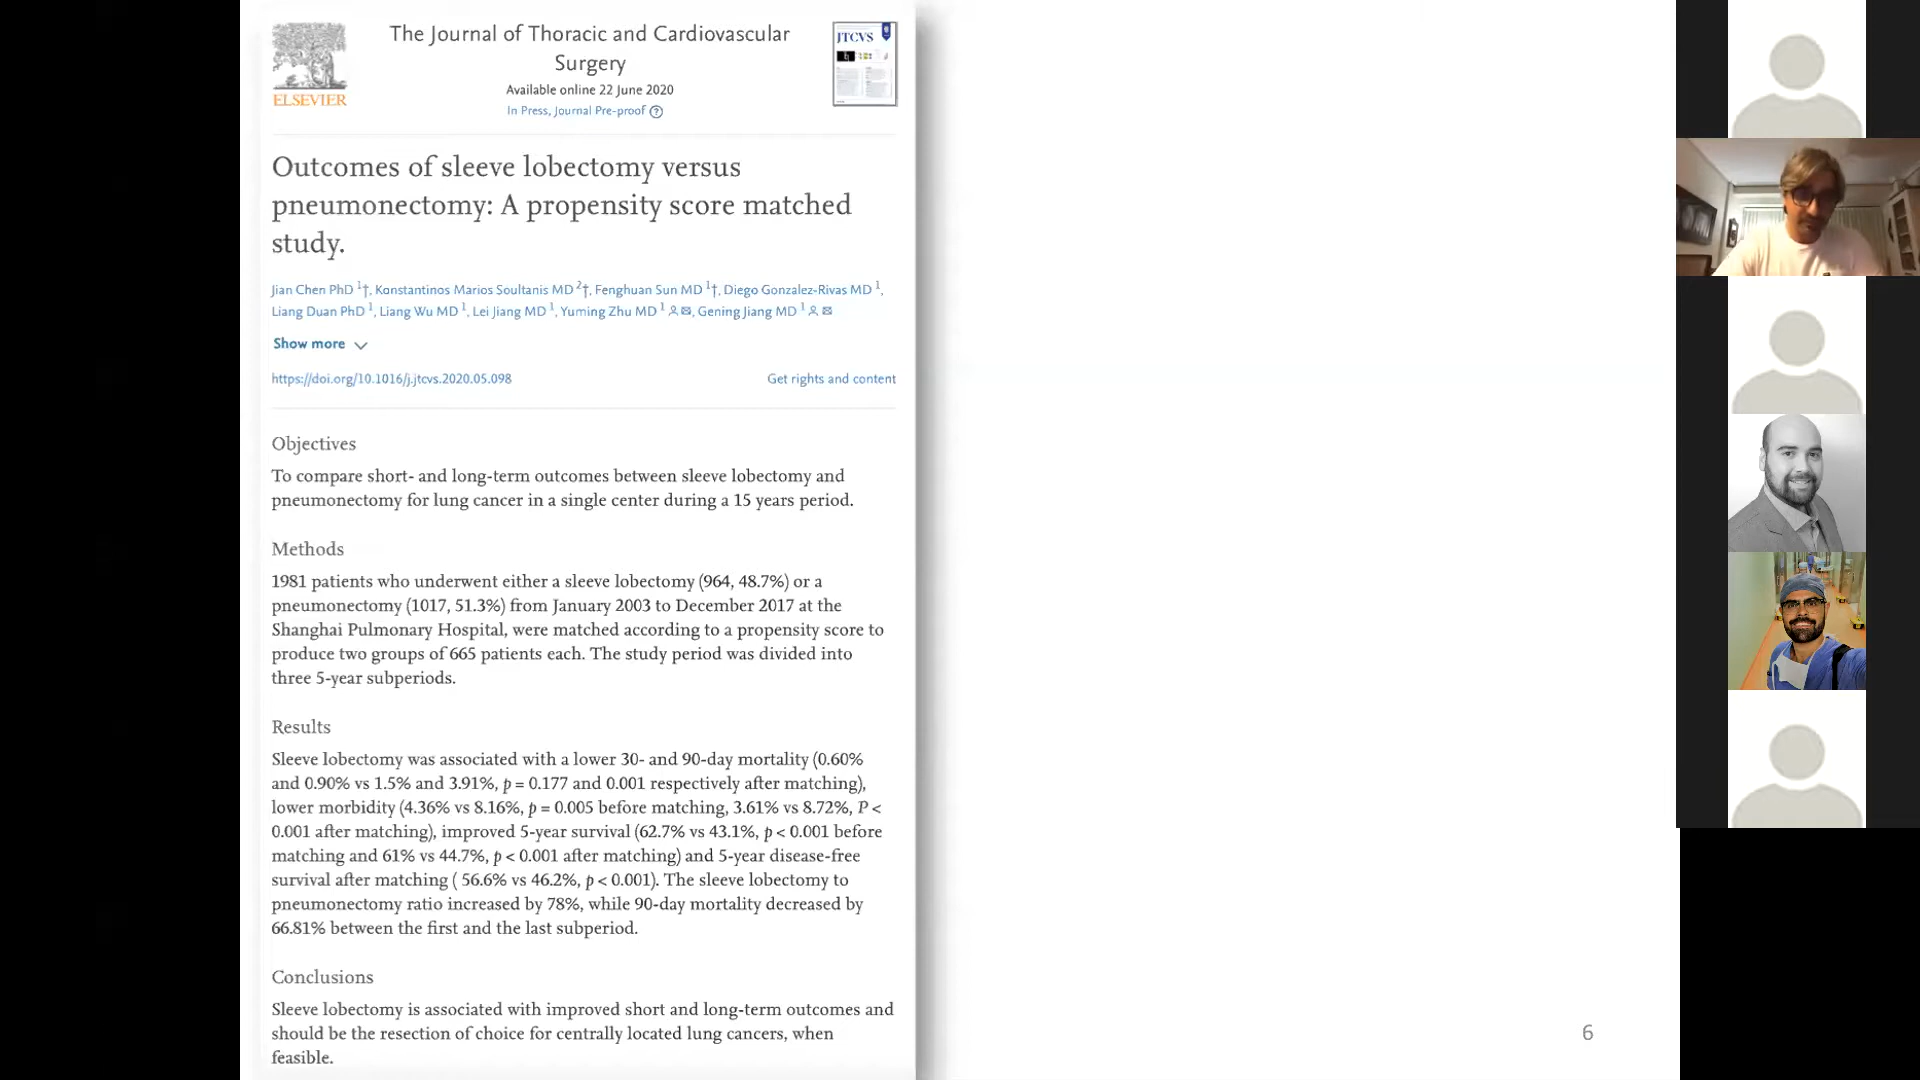 ELSEVIER
The Journal of Thoracic and Cardiovascular
Surgery
Available online 22 June 2020
In Press, Journal Pre-proof ?
JTCVS
Outcomes of sleeve lobectomy versus
pneumonectomy: A propensity score matched
study.
Jian Chen PhD 1†, Konstantinos Marios Soultanis MD 2†, Fenghuan Sun MD 1†, Diego Gonzalez-Rivas MD 1,
Liang Duan PhD 1, Liang Wu MD 1, Lei Jiang MD 1, Yuming Zhu MD 1, Gening Jiang MD 1
Show more
https://doi.org/10.1016/j.jtcvs.2020.05.098
Get rights and content
Objectives
To compare short- and long-term outcomes between sleeve lobectomy and
pneumonectomy for lung cancer in a single center during a 15 years period.
Methods
1981 patients who underwent either a sleeve lobectomy (964, 48.7%) or a
pneumonectomy (1017, 51.3%) from January 2003 to December 2017 at the
Shanghai Pulmonary Hospital, were matched according to a propensity score to
produce two groups of 665 patients each. The study period was divided into
three 5-year subperiods.
Results
Sleeve lobectomy was associated with a lower 30- and 90-day mortality (0.60%
and 0.90% vs 1.5% and 3.91%, p = 0.177 and 0.001 respectively after matching),
lower morbidity (4.36% vs 8.16%, p = 0.005 before matching, 3.61% vs 8.72%, P <
0.001 after matching), improved 5-year survival (62.7% vs 43.1%, p < 0.001 before
matching and 61% vs 44.7%, p < 0.001 after matching) and 5-year disease-free
survival after matching ( 56.6% vs 46.2%, p < 0.001). The sleeve lobectomy to
pneumonectomy ratio increased by 78%, while 90-day mortality decreased by
66.81% between the first and the last subperiod.
Conclusions
Sleeve lobectomy is associated with improved short and long-term outcomes and
should be the resection of choice for centrally located lung cancers, when
feasible.
6